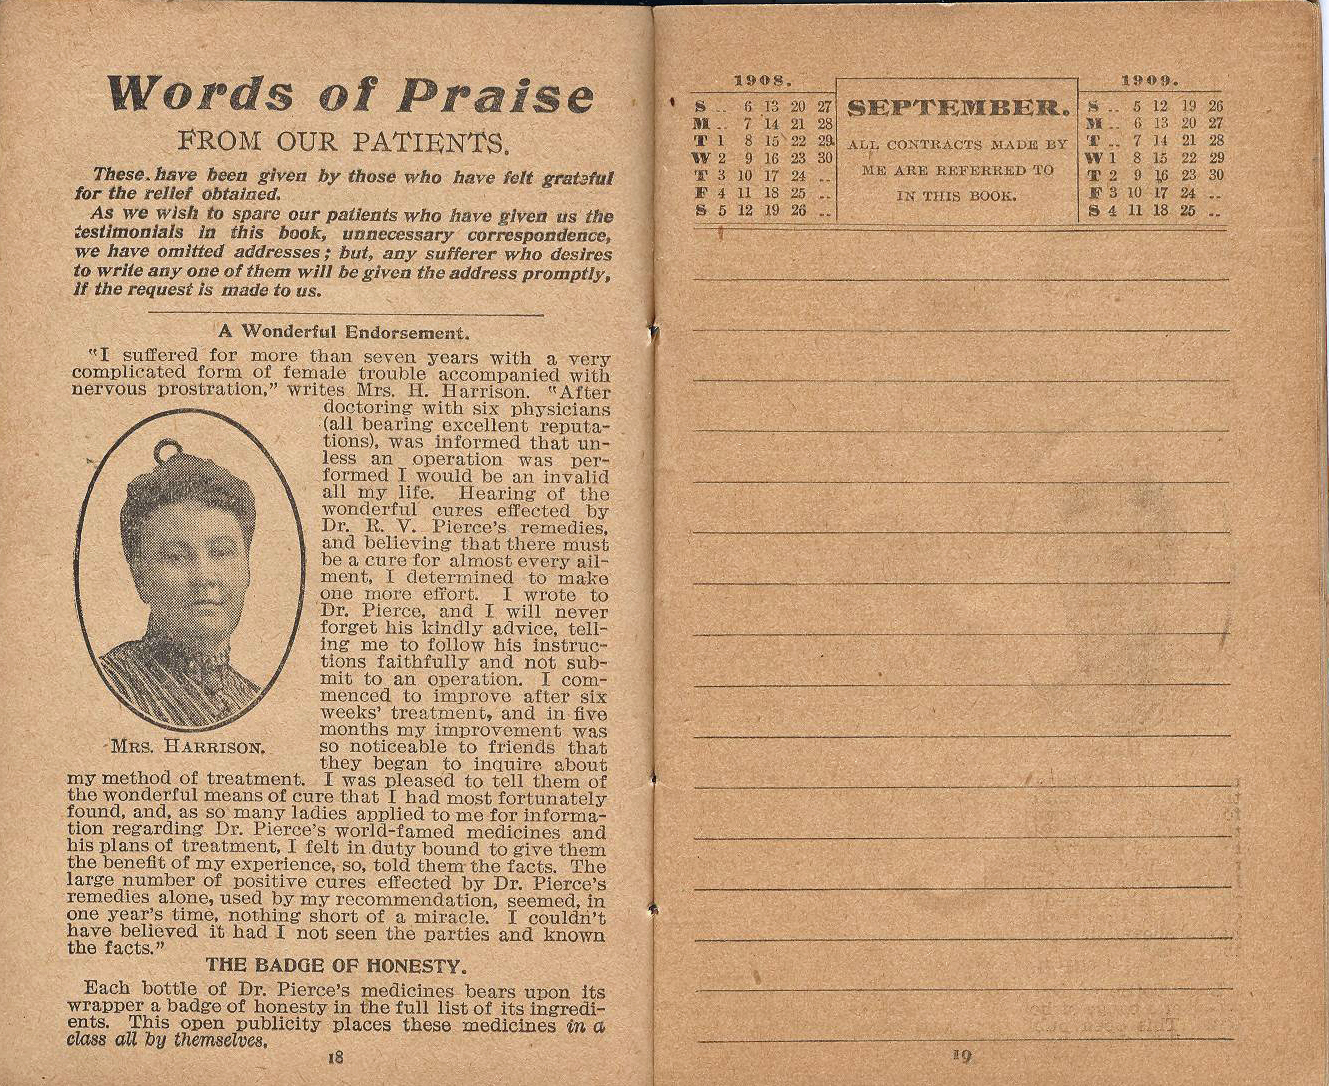 Words of Praise
FROM OUR PATIENTS.
These have been given by those who have felt grateful
for the relief obtained.
As we wish to spare our patients who have given us the
testimonials in this book, unnecessary correspondence,
we have omitted addresses; but, any sufferer who desires
to write any one of them will be given the address promptly,
if the request is made to us.
A Wonderful Endorsement.
"I suffered for more than seven years with a very
complicated form of female trouble accompanied with
nervous prostration," writes Mrs. H. Harrison. "After
doctoring with six physicians
(all bearing excellent reputa-
tions), was informed that un-
less an operation was per-
formed I would be an invalid
all my life. Hearing of the
wonderful cures effected by
Dr. R. V. Pierce's remedies,
and believing that there must
be a cure for almost every ail-
ment, I determined to make
one more effort. I wrote to
Dr. Pierce, and I will never
forget his kindly advice, tell-
ing me to follow his instruc-
tions faithfully and not sub-
mit to an operation. I com-
menced to improve after six
weeks' treatment, and in five
months my improvement was
so noticeable to friends that
they began to inquire about
MRS. HARRISON.
my method of treatment. I was pleased to tell them of
the wonderful means of cure that I had most fortunately
found, and, as so many ladies applied to me for informa-
tion regarding Dr. Pierce's world-famed medicines and
his plans of treatment, I felt in duty bound to give them
the benefit of my experience, so, told them the facts. The
large number of positive cures effected by Dr. Pierce's
remedies alone, used by my recommendation, seemed, in
one year's time, nothing short of a miracle. I couldn't
have believed it had I not seen the parties and known
the facts."
THE BADGE OF HONESTY.
Each bottle of Dr. Pierce's medicines bears upon its
wrapper a badge of honesty in the full list of its ingredi-
ents. This open publicity places these medicines in a
class all by themselves.
18
1908.
S .. 6 13 20 27
M .. 7 14 21 28
T 1 8 15 22 29
W 2 9 16 23 30
T 3 10 17 24 ..
F 4 11 18 25 ..
S 5 12 19 26 ..
SEPTEMBER.
ALL CONTRACTS MADE BY
ME ARE REFERRED TO
IN THIS BOOK.
1909.
S .. 5 12 19 26
M .. 6 13 20 27
T .. 7 14 21 28
W 1 8 15 22 29
T 2 9 16 23 30
F 3 10 17 24 ..
S 4 11 18 25 ..
19